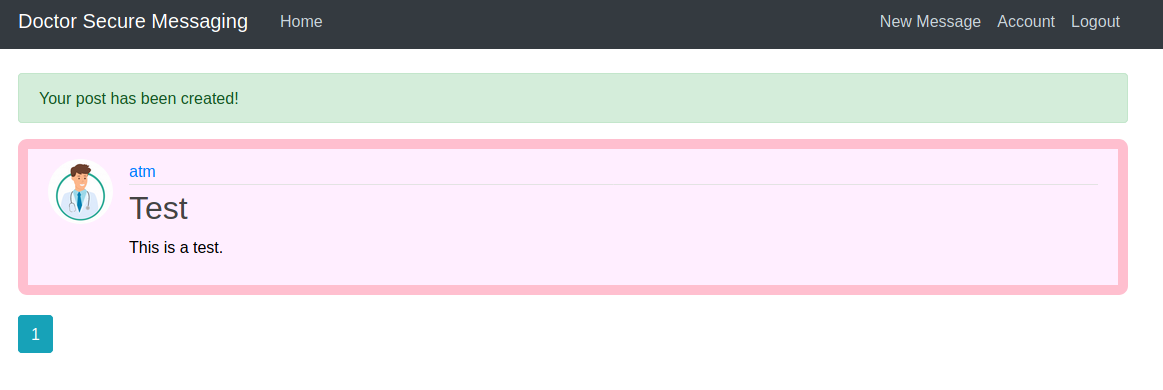 Doctor Secure Messaging Home New Message Account Logout
Your post has been created!
atm
Test
This is a test.
1